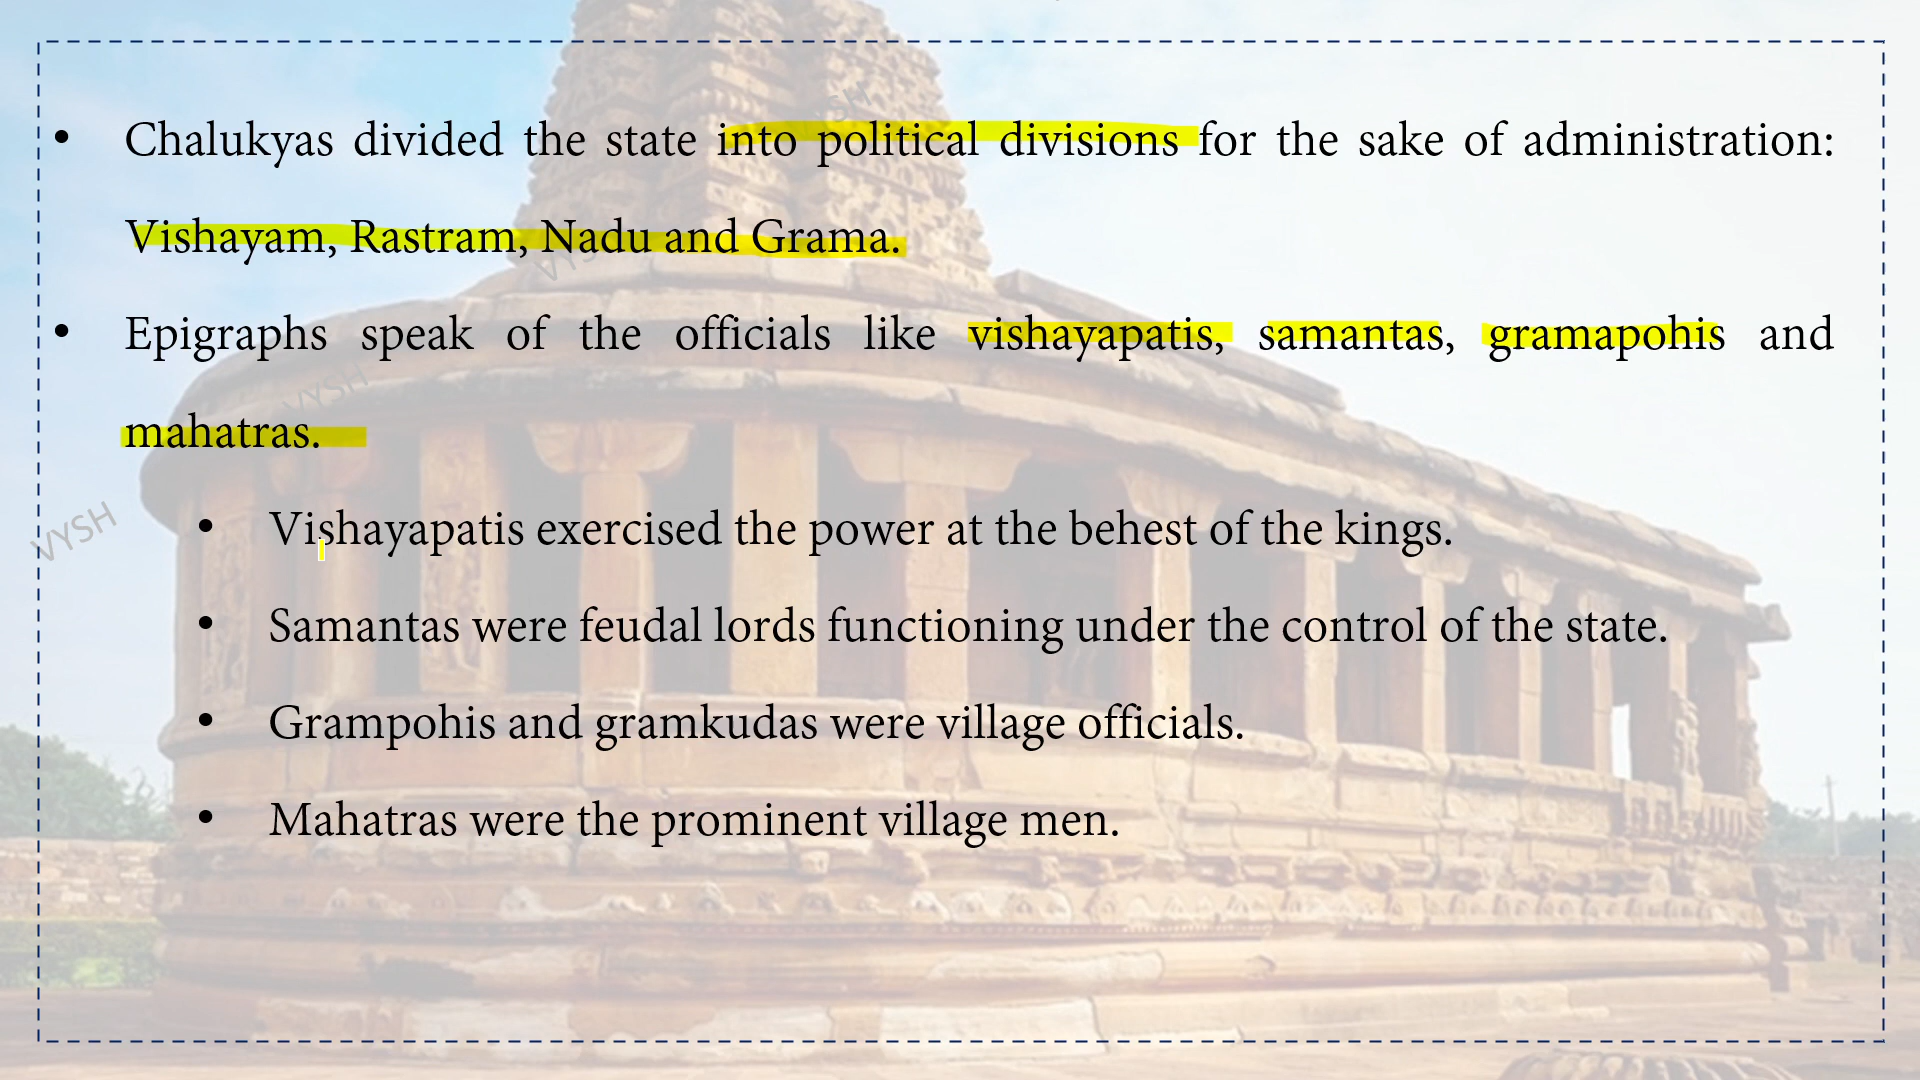 • Chalukyas divided the state into political divisions for the sake of administration:
Vishayam, Rastram, Nadu and Grama.
• Epigraphs speak of the officials like vishayapatis, samantas, gramapohis and
mahatras.
• Vishayapatis exercised the power at the behest of the kings.
• Samantas were feudal lords functioning under the control of the state.
• Grampohis and gramkudas were village officials.
• Mahatras were the prominent village men.
VYSH
VYSH
VYSH